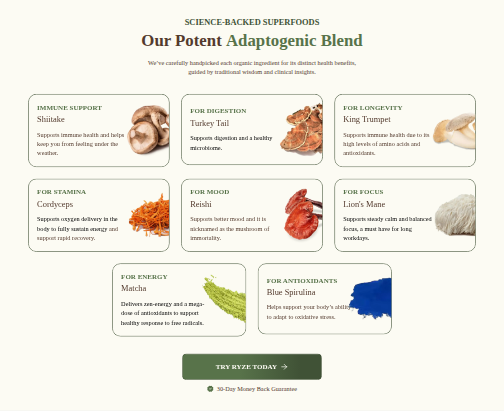 SCIENCE-BACKED SUPERFOODS
Our Potent Adaptogenic Blend
We've carefully handpicked each organic ingredient for its distinct health benefits,
guided by traditional wisdom and clinical insights.
IMMUNE SUPPORT
Shiitake
Supports immune health and helps
keep you from feeling under the
weather.
FOR DIGESTION
Turkey Tail
Supports digestion and a healthy
microbiome.
FOR LONGEVITY
King Trumpet
Supports immune health due to its
high levels of amino acids and
antioxidants.
FOR STAMINA
Cordyceps
Supports oxygen delivery in the
body to fully sustain energy and
support rapid recovery.
FOR MOOD
Reishi
Supports better mood and it is
nicknamed as the mushroom of
immortality.
FOR FOCUS
Lion's Mane
Supports steady calm and balanced
focus, a must have for long
workdays.
FOR ENERGY
Matcha
Delivers zen-energy and a mega-
dose of antioxidants to support
healthy response to free radicals.
FOR ANTIOXIDANTS
Blue Spirulina
Helps support your body's ability
to adapt to oxidative stress.
TRY RYZE TODAY
30-Day Money Back Guarantee